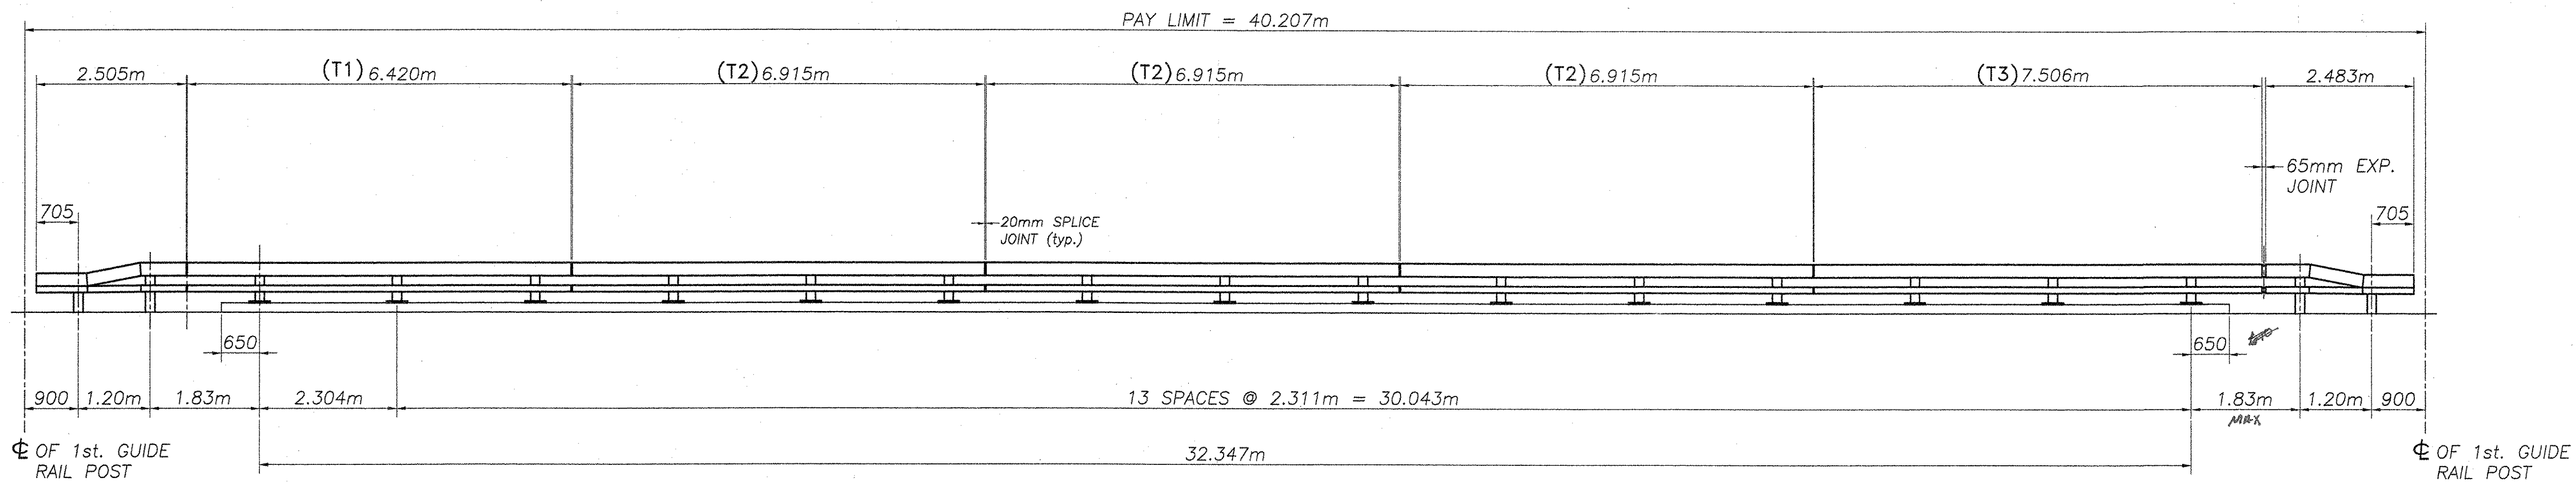 PAY LIMIT = 40.207m
2.505m
(T1) 6.420m
(T2) 6.915m
(T2) 6.915m
(T2) 6.915m
(T3) 7.506m
2.483m
65mm EXP.
JOINT
705
20mm SPLICE
JOINT (typ.)
705
650
650
900
1.20m
1.83m
2.304m
13 SPACES @ 2.311m = 30.043m
1.83m
MAX
1.20m
900
℄ OF 1st. GUIDE
RAIL POST
32.347m
℄ OF 1st. GUIDE
RAIL POST